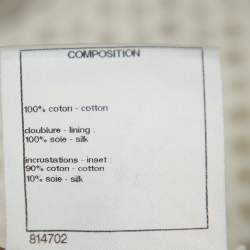 COMPOSITION
100% coton - cotton
doublure - lining :
100% soie - silk
incrustations - inset :
90% coton - cotton
10% soie - silk
814702